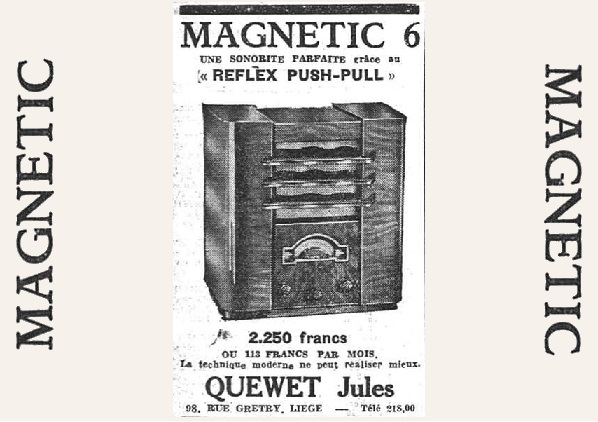 MAGNETIC
MAGNETIC 6
UNE SONORITE PARFAITE grâce au
« REFLEX PUSH-PULL »
2.250 francs
OU 113 FRANCS PAR MOIS.
La technique moderne ne peut réaliser mieux.
QUEWET Jules
98, RUE GRETRY, LIEGE — Télé 218,00
MAGNETIC